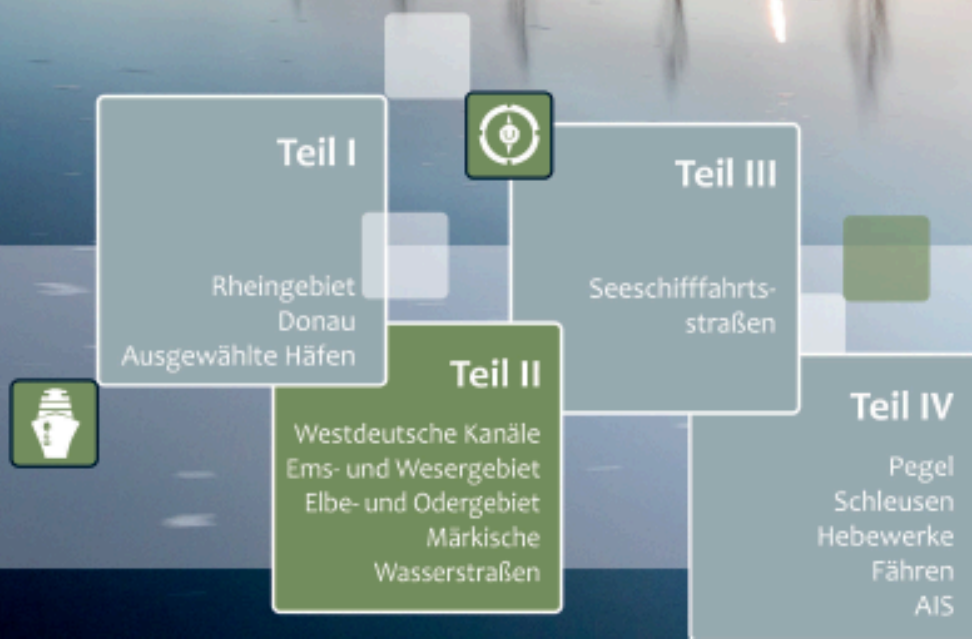 Teil I
Rheingebiet
Donau
Ausgewählte Häfen
Teil II
Westdeutsche Kanäle
Ems- und Wesergebiet
Elbe- und Odergebiet
Märkische
Wasserstraßen
Teil III
Seeschifffahrts-
straßen
Teil IV
Pegel
Schleusen
Hebewerke
Fähren
AIS